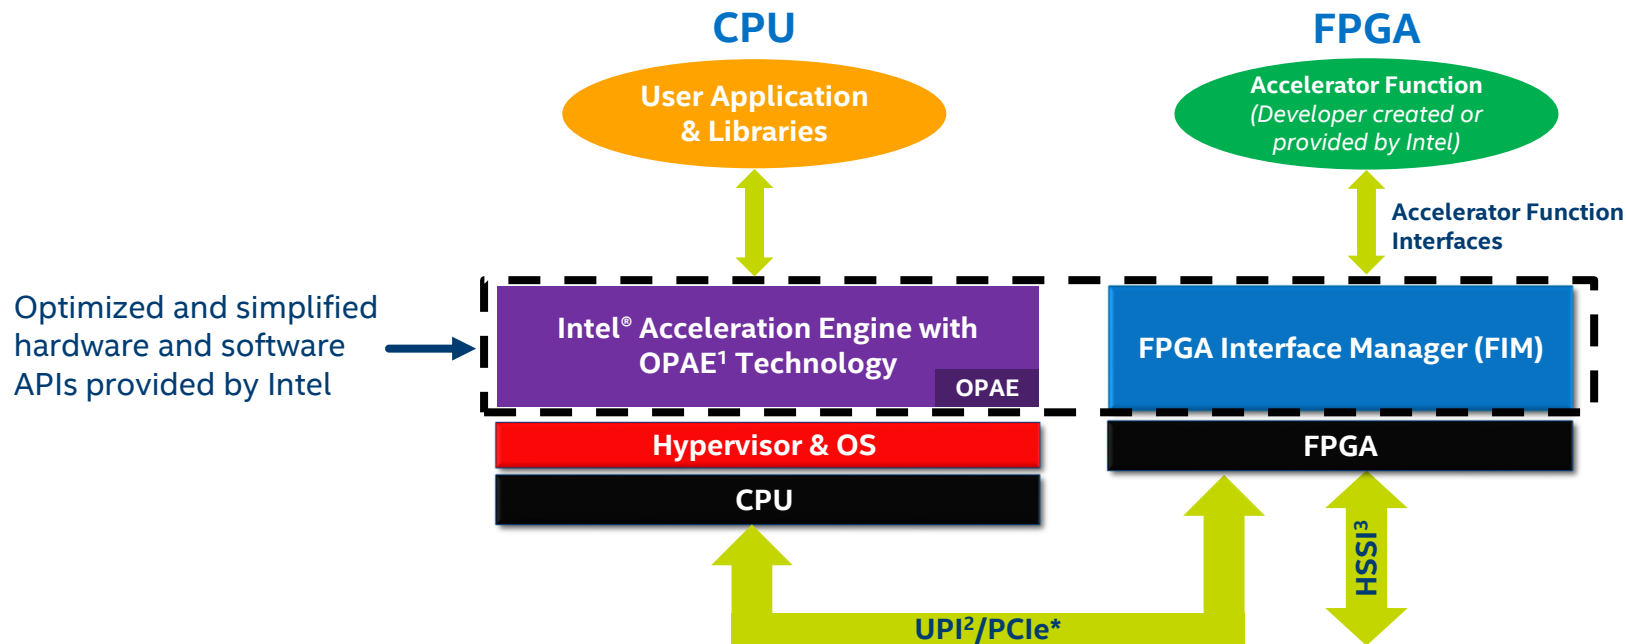 CPU
FPGA
User Application
& Libraries
Accelerator Function
(Developer created or
provided by Intel)
Accelerator Function
Interfaces
Optimized and simplified
hardware and software
APIs provided by Intel
Intel® Acceleration Engine with
OPAE¹ Technology
OPAE
FPGA Interface Manager (FIM)
Hypervisor & OS
FPGA
CPU
HSSI³
UPI²/PCIe*